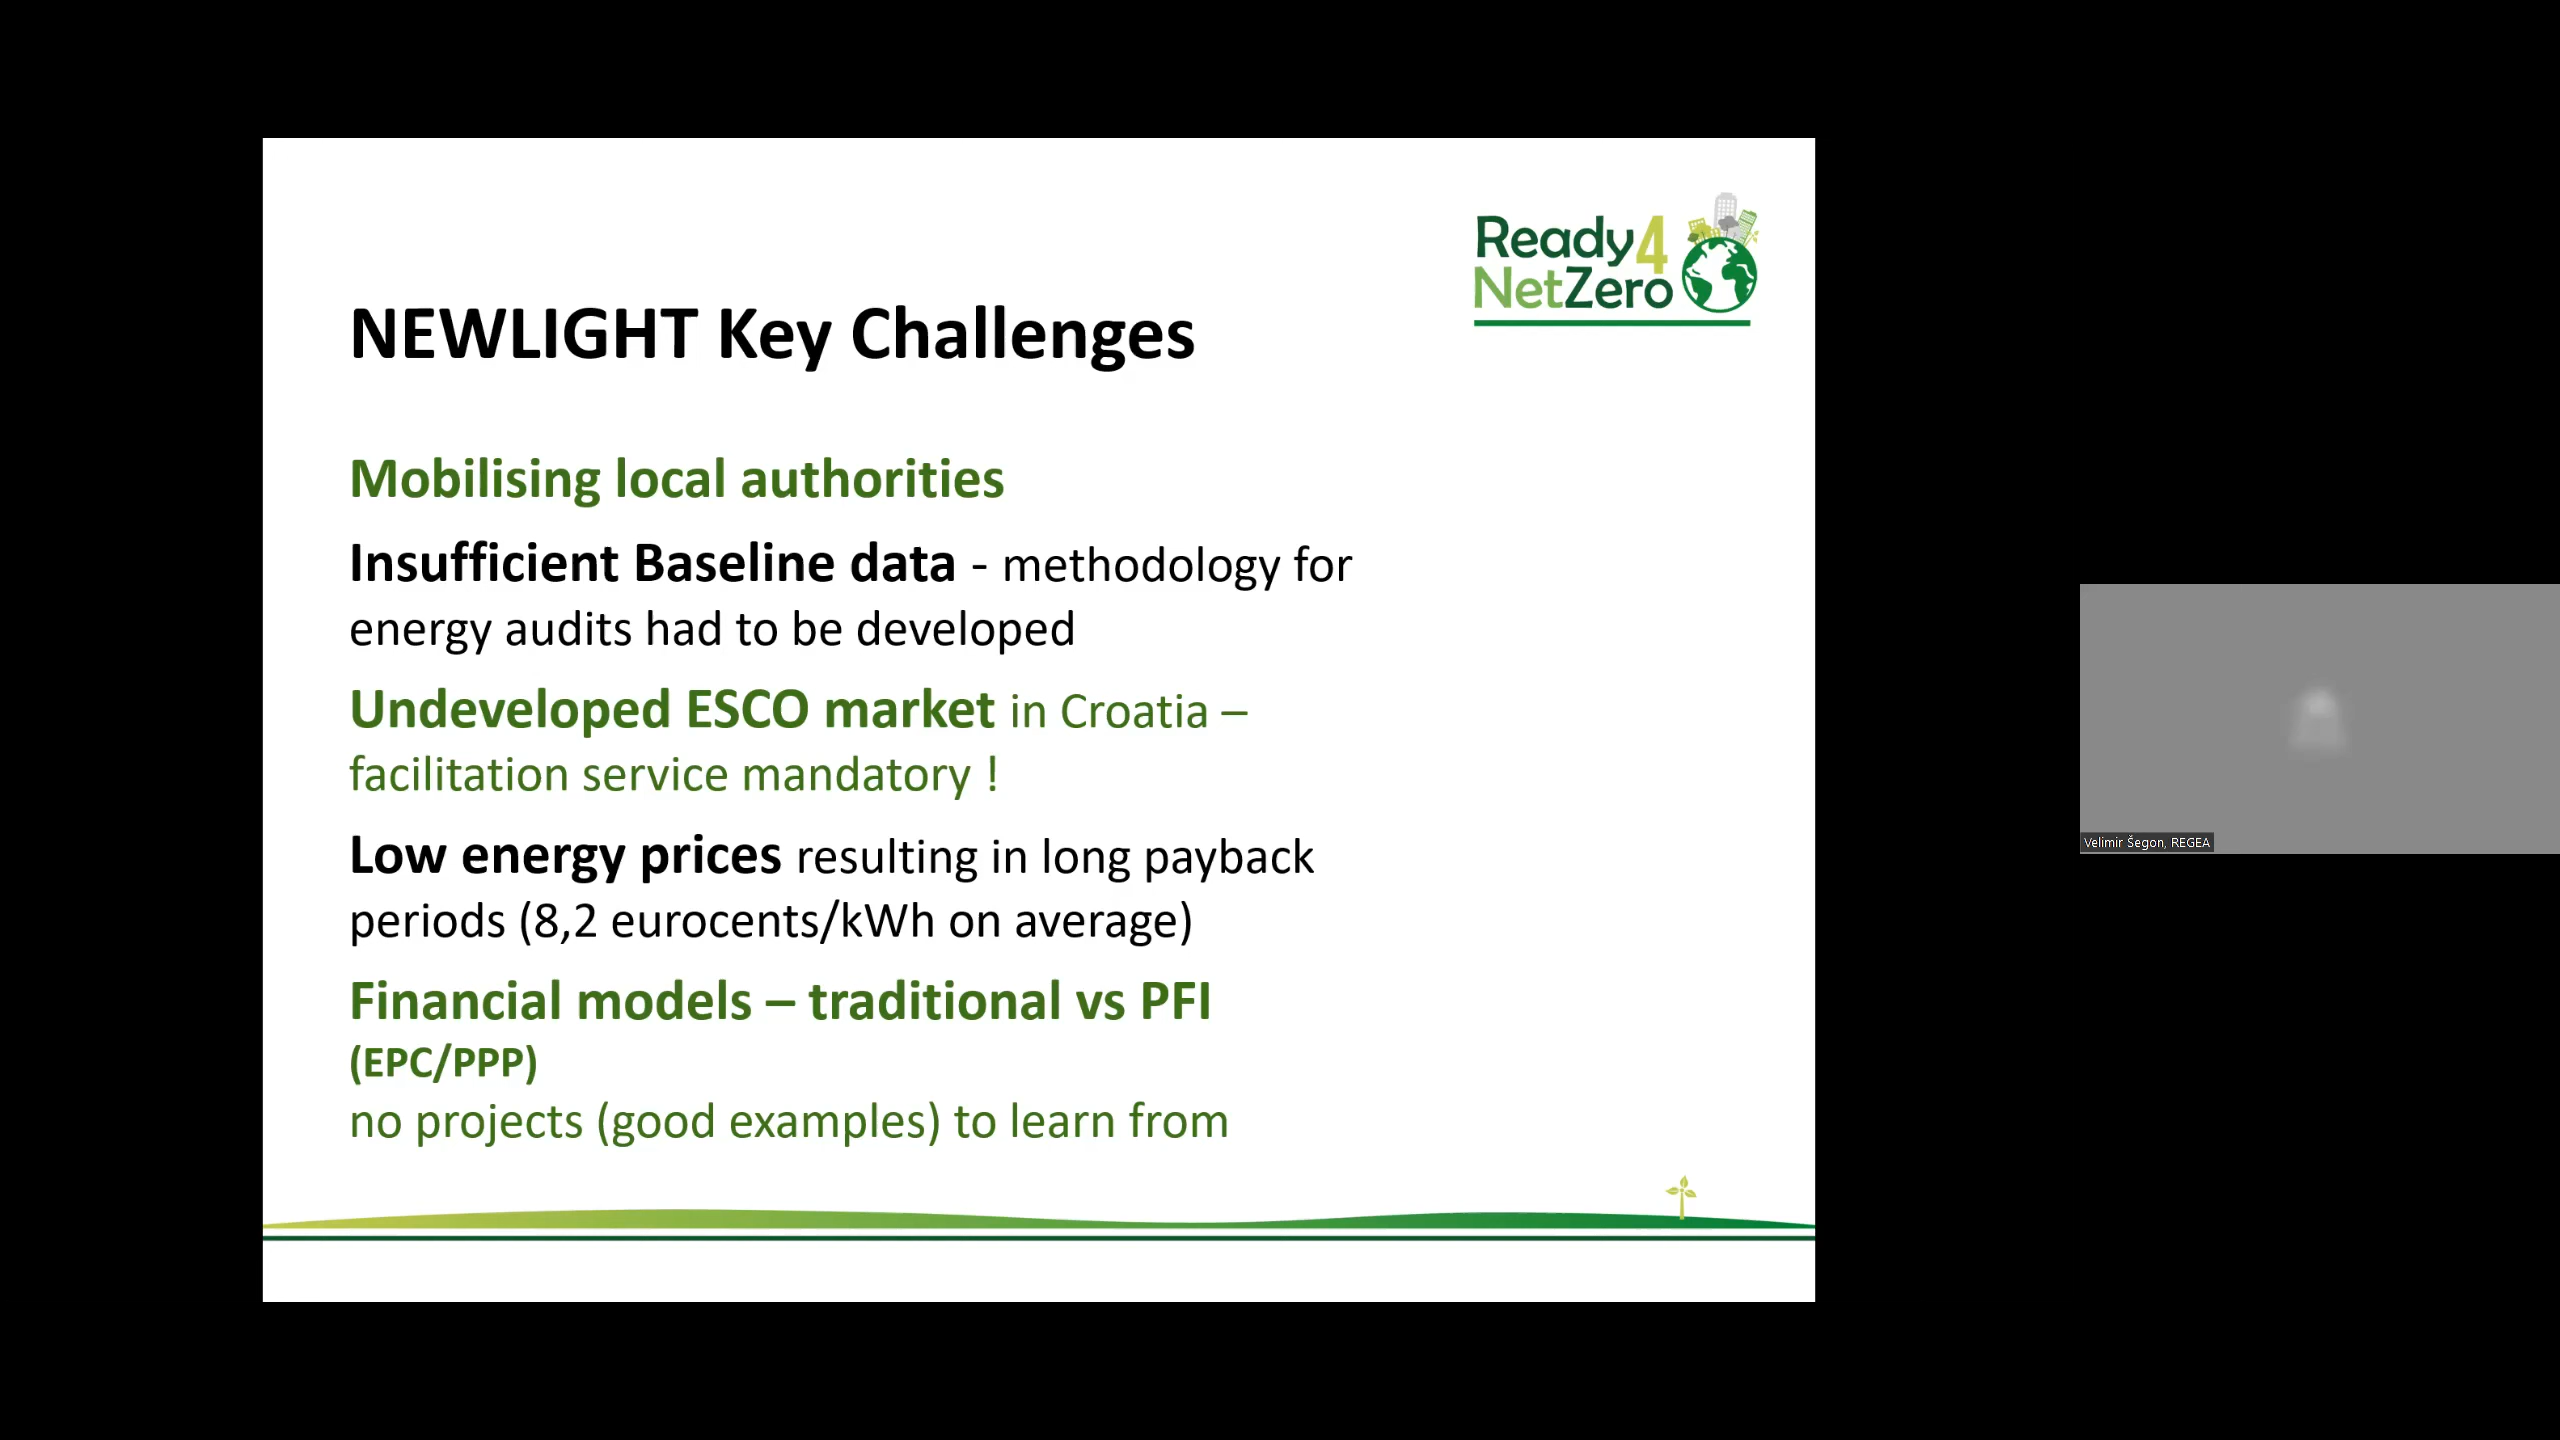 Ready4
NetZero
NEWLIGHT Key Challenges
Mobilising local authorities
Insufficient Baseline data - methodology for
energy audits had to be developed
Undeveloped ESCO market in Croatia –
facilitation service mandatory !
Low energy prices resulting in long payback
periods (8,2 eurocents/kWh on average)
Financial models – traditional vs PFI
(EPC/PPP)
no projects (good examples) to learn from
Velimir Šegon, REGEA